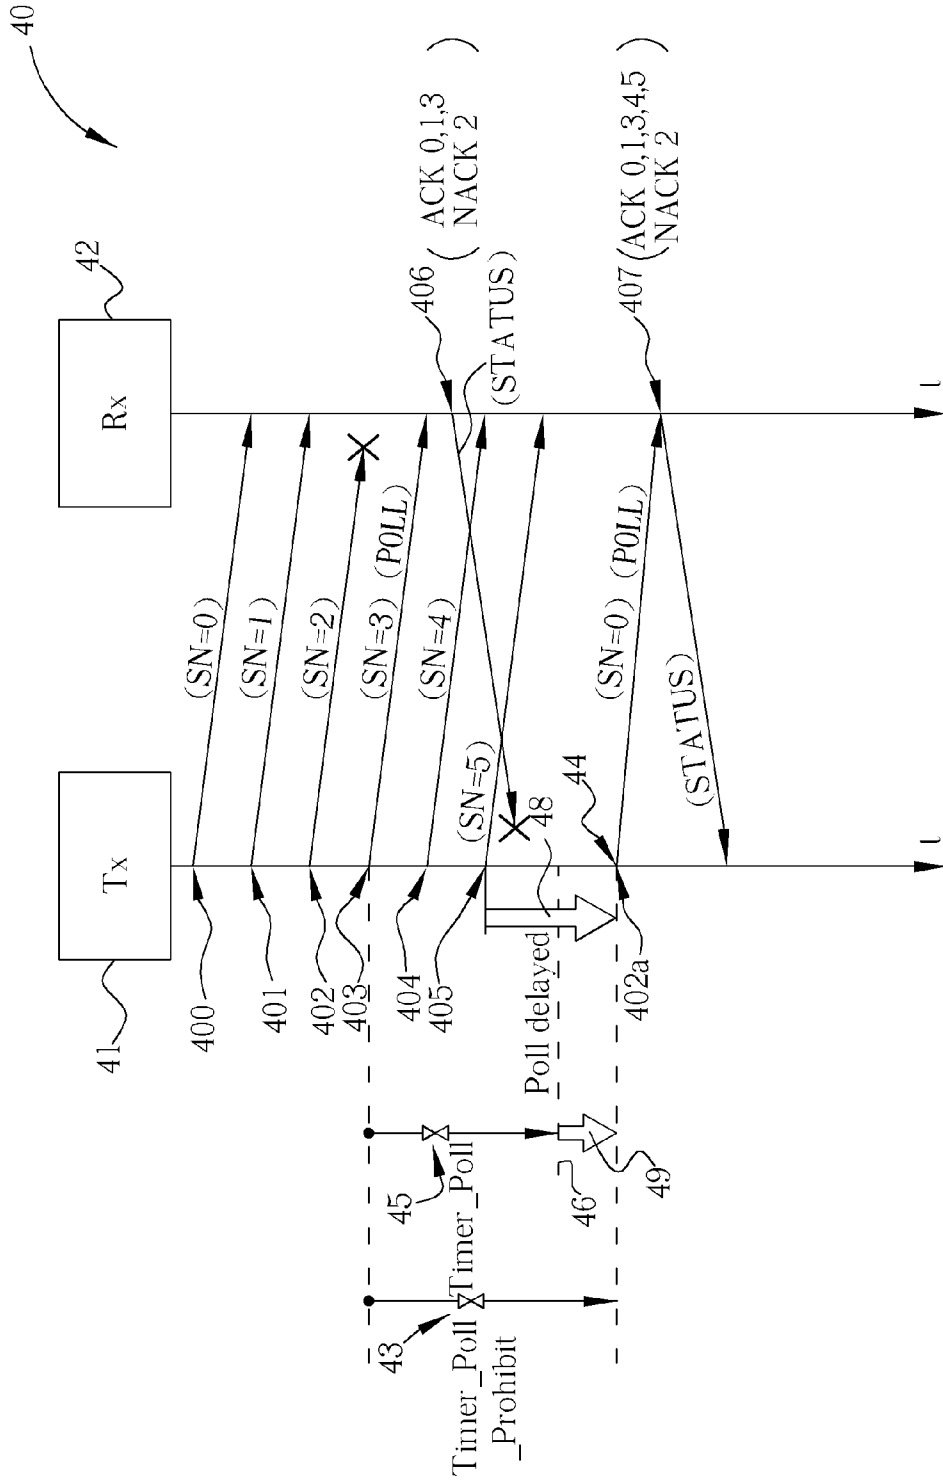 40
41
Tx
42
Rx
400
(SN=0)
401
(SN=1)
402
(SN=2)
403
(SN=3) (POLL)
404
(SN=4)
405
(SN=5)
406
(ACK 0,1,3
NACK 2)
(STATUS)
48
44
Poll delayed
45
Timer_Poll
46
49
43
Timer_Poll
_Prohibit
402a
(SN=0) (POLL)
407
(ACK 0,1,3,4,5
NACK 2)
(STATUS)
t
t